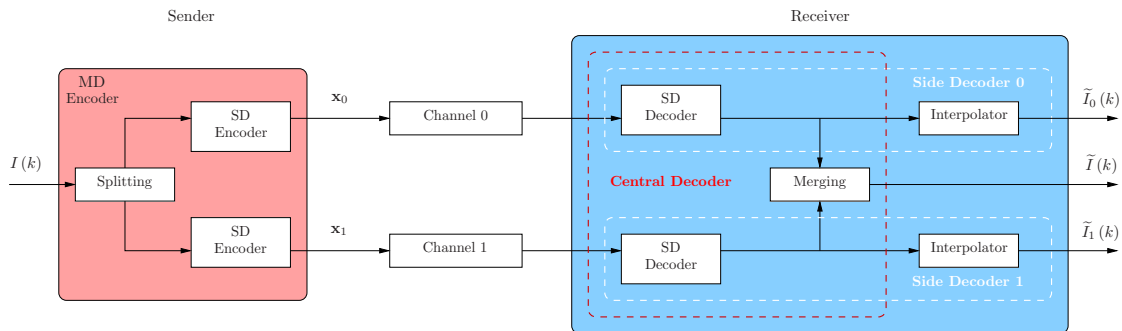 Sender
Receiver
MD
Encoder
SD
Encoder
x₀
Channel 0
SD
Decoder
Side Decoder 0
Interpolator
Ĩ₀ (k)
I (k)
Splitting
Central Decoder
Merging
Ĩ (k)
SD
Encoder
x₁
Channel 1
SD
Decoder
Interpolator
Side Decoder 1
Ĩ₁ (k)